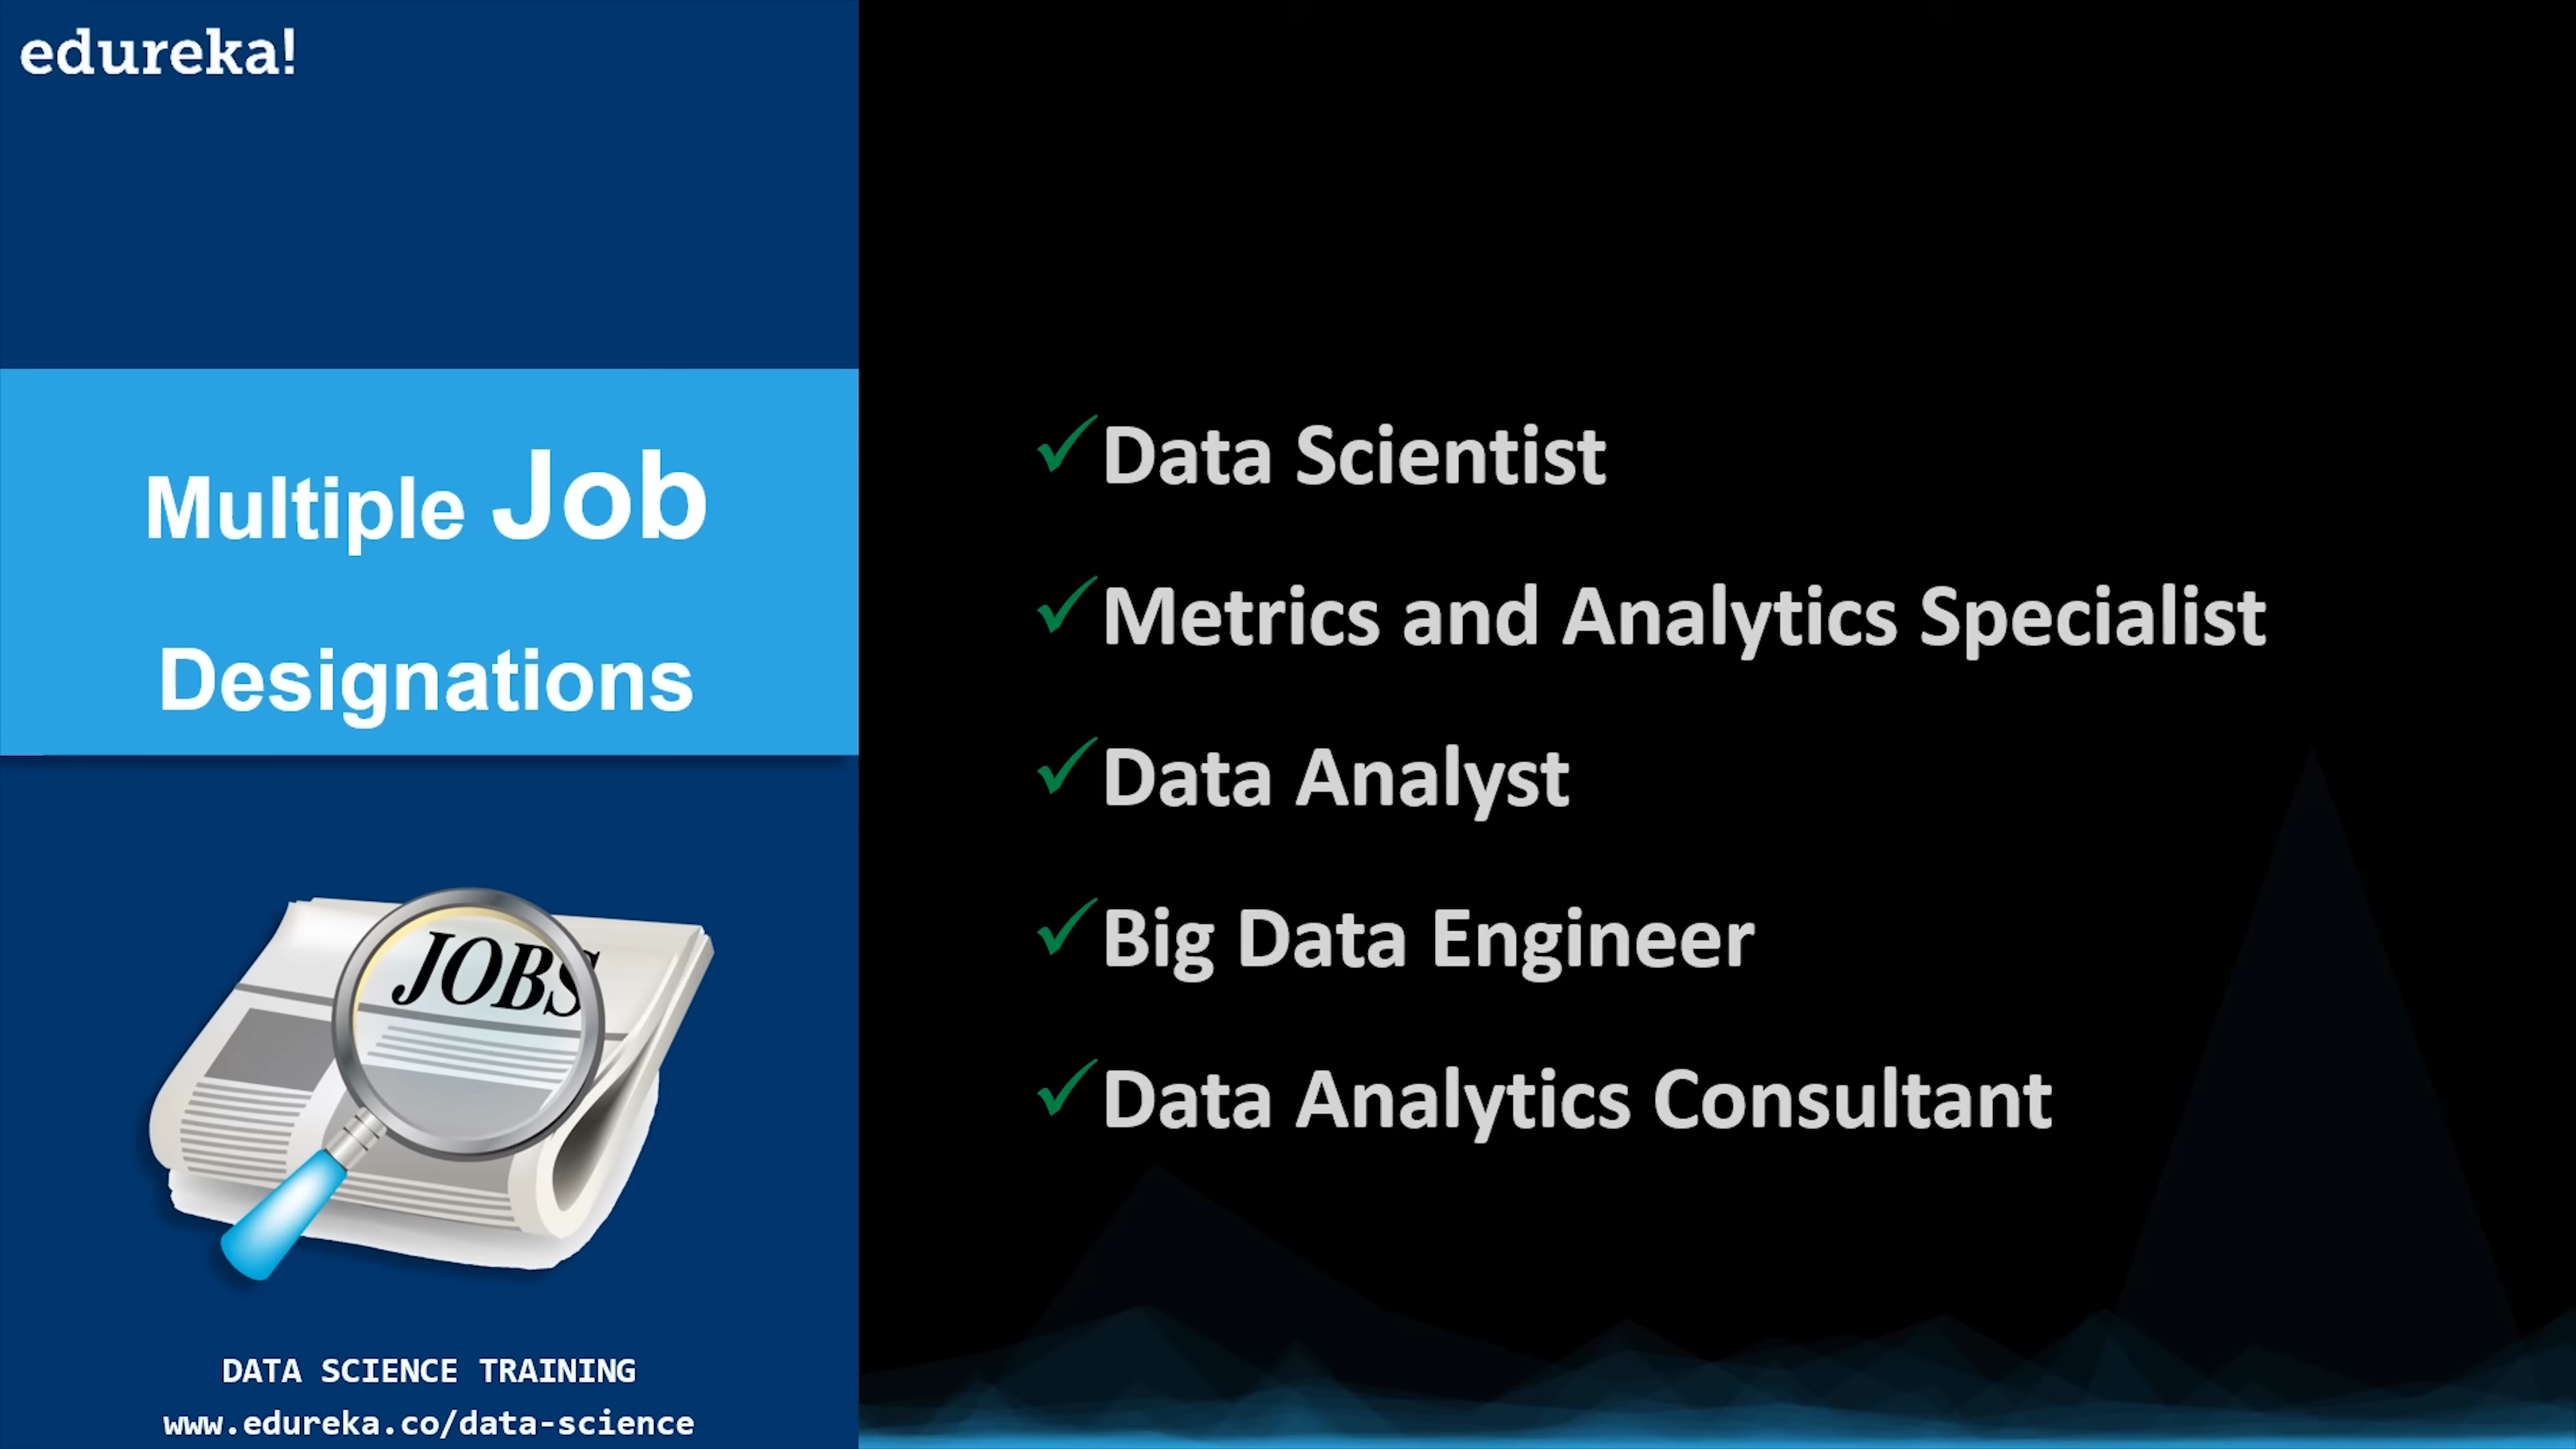 edureka!
Multiple Job
Designations
JOBS
DATA SCIENCE TRAINING
www.edureka.co/data-science
Data Scientist
Metrics and Analytics Specialist
Data Analyst
Big Data Engineer
Data Analytics Consultant